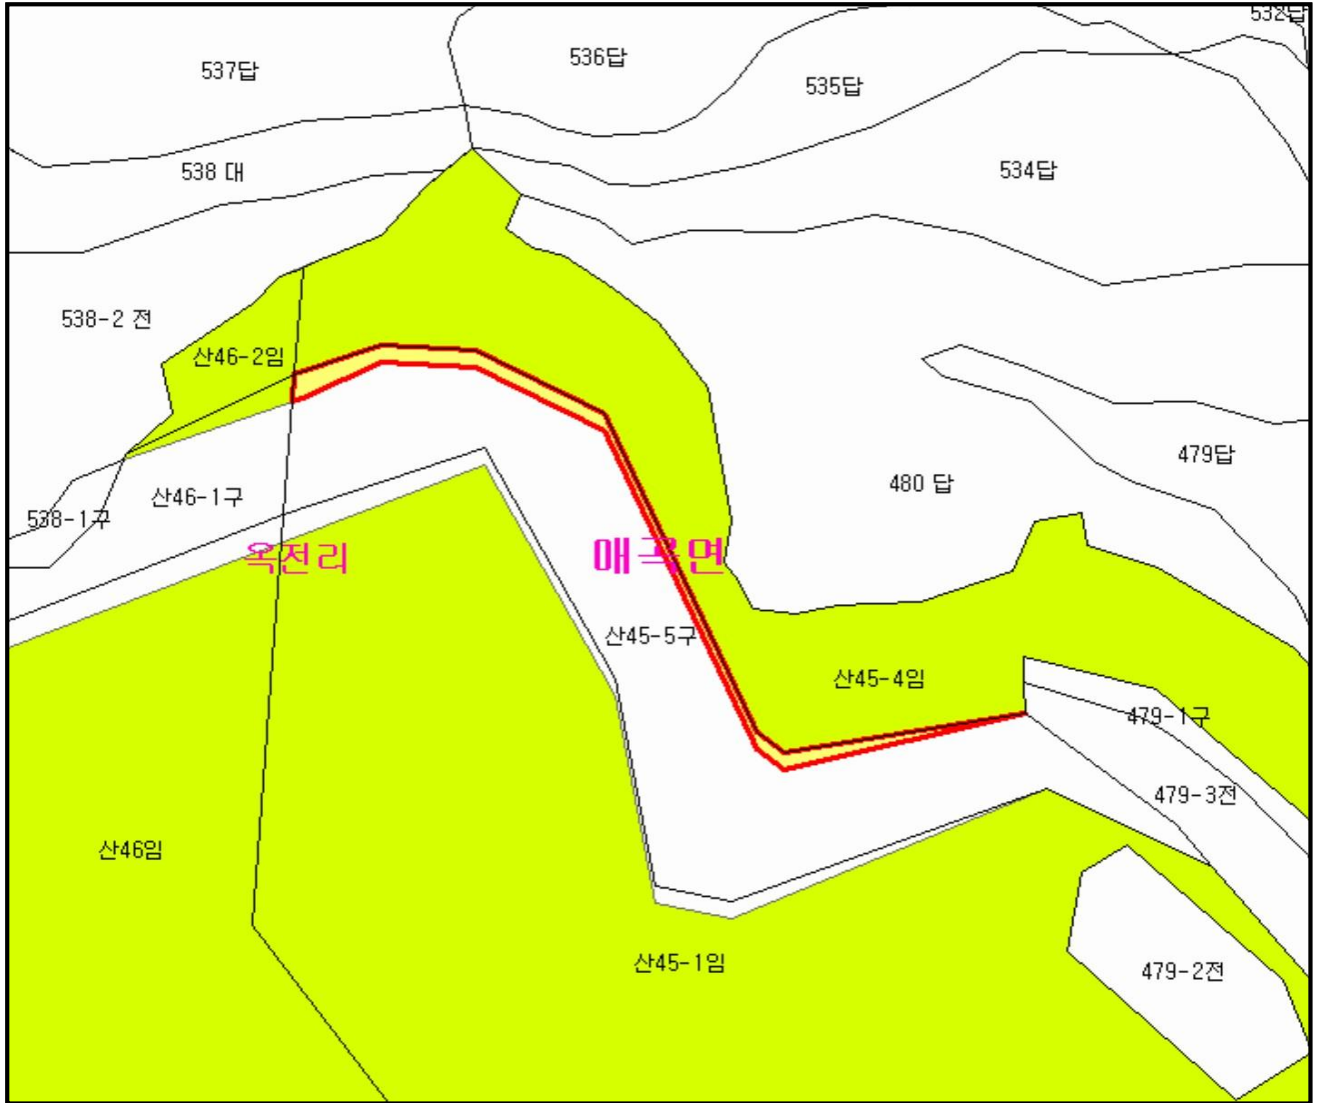 532답
536답
537답
535답
534답
538 대
538-2 전
산46-2임
479답
480 답
산46-1구
538-1구
옥전리
매곡면
산45-5구
산45-4임
479-1구
479-3전
산46임
산45-1임
479-2전